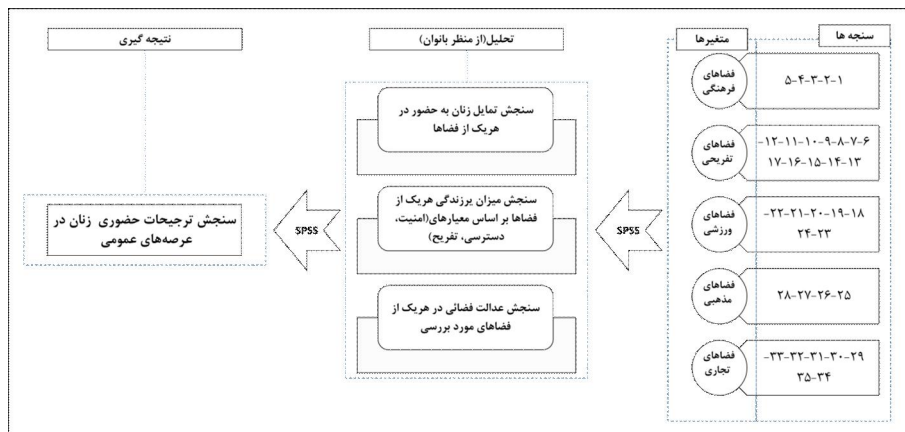 سنجه ها
متغیرها
تحلیل(از منظر بانوان)
نتیجه گیری
فضاهای
فرهنگی
۱-۲-۳-۴-۵
فضاهای
تفریحی
۶-۷-۸-۹-۱۰-۱۱-۱۲-
۱۳-۱۴-۱۵-۱۶-۱۷
فضاهای
ورزشی
۱۸-۱۹-۲۰-۲۱-۲۲-
۲۳-۲۴
فضاهای
مذهبی
۲۵-۲۶-۲۷-۲۸
فضاهای
تجاری
۲۹-۳۰-۳۱-۳۲-۳۳-
۳۴-۳۵
SPSS
سنجش تمایل زنان به حضور در
هریک از فضاها
سنجش میزان برزندگی هریک از
فضاها بر اساس معیارهای(امنیت،
دسترسی، تفریح)
سنجش عدالت فضائی در هریک از
فضاهای مورد بررسی
SPSS
سنجش ترجیحات حضوری زنان در
عرصه‌های عمومی